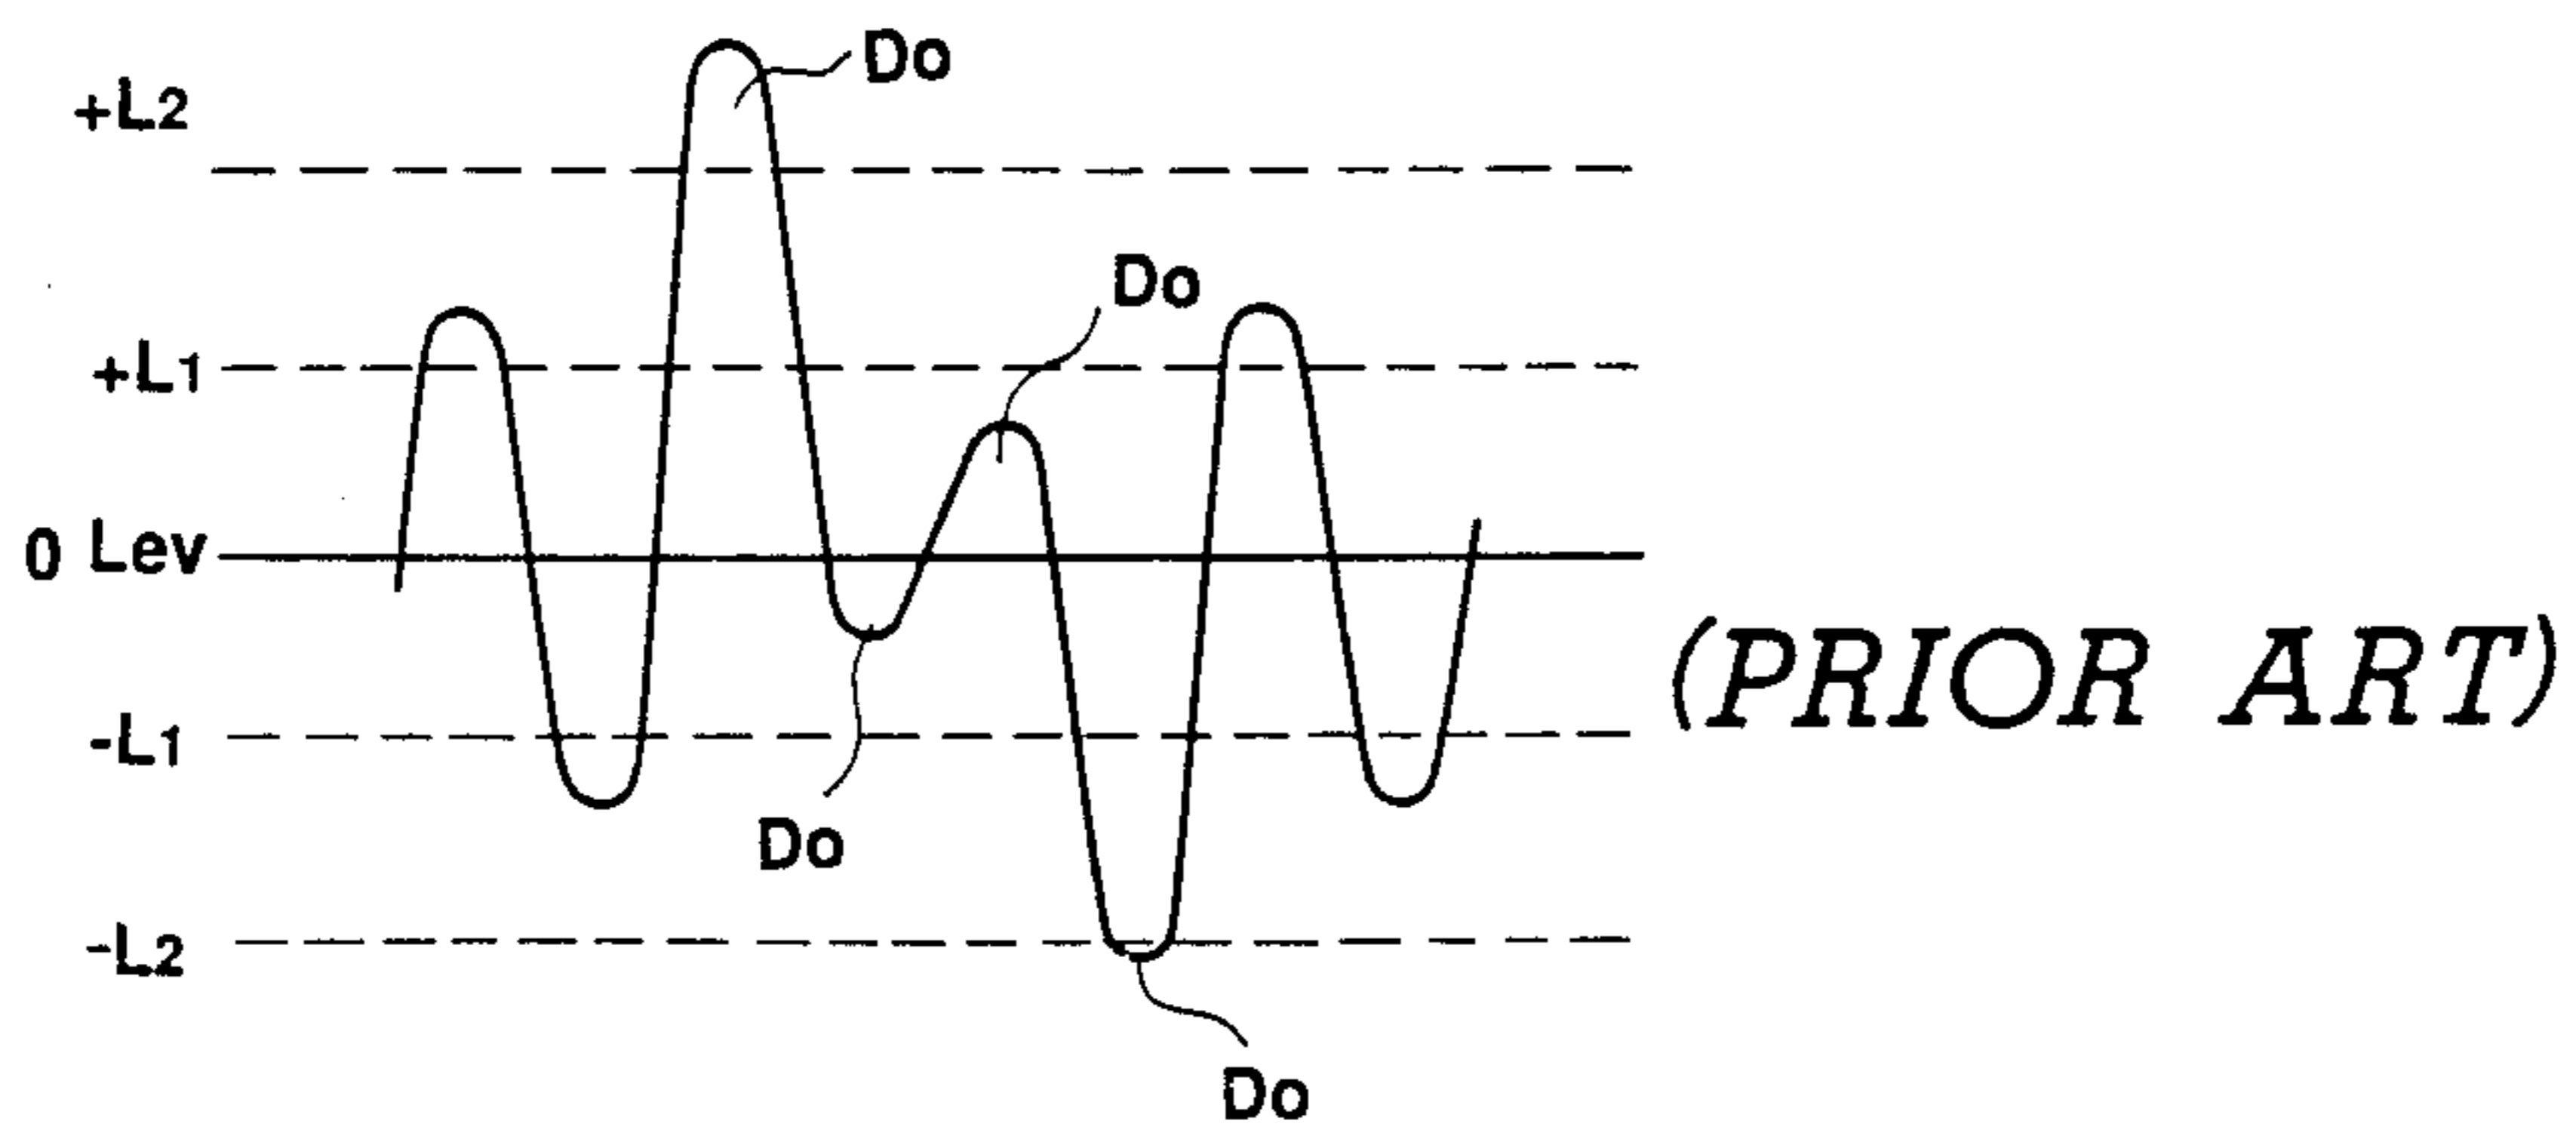 Do
+L2
Do
+L1
0 Lev
(PRIOR ART)
-L1
Do
-L2
Do